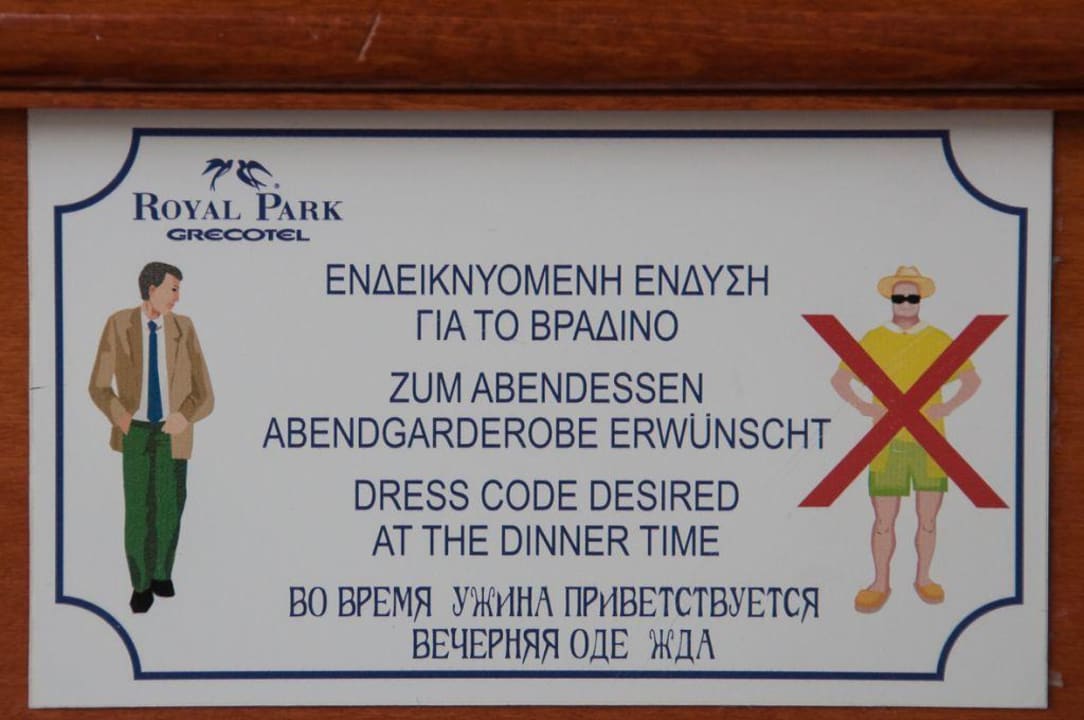 ROYAL PARK
GRECOTEL
ΕΝΔΕΙΚΝΥΟΜΕΝΗ ΕΝΔΥΣΗ
ΓΙΑ ΤΟ ΒΡΑΔΙΝΟ
ZUM ABENDESSEN
ABENDGARDEROBE ERWÜNSCHT
DRESS CODE DESIRED
AT THE DINNER TIME
ВО ВРЕМЯ УЖИНА ПРИВЕТСТВУЕТСЯ
ВЕЧЕРНЯЯ ОДЕ ЖДА